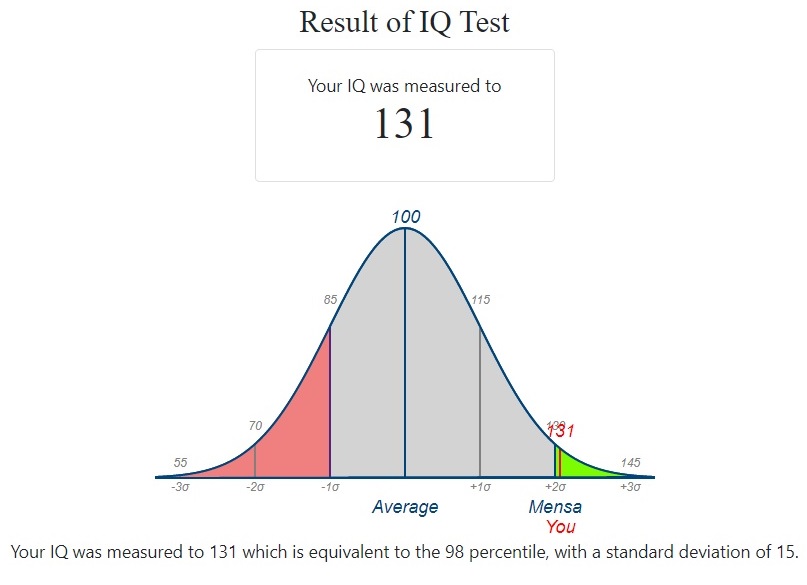 Result of IQ Test
Your IQ was measured to
131
100
85
115
70
130
131
55
145
-3σ
-2σ
-1σ
+1σ
+2σ
+3σ
Average
Mensa
You
Your IQ was measured to 131 which is equivalent to the 98 percentile, with a standard deviation of 15.